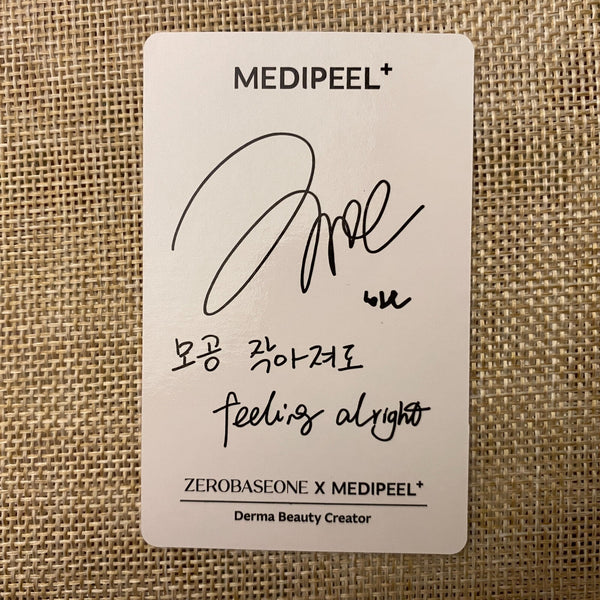 MEDIPEEL+
모공 작아져도
feeling alright
ZEROBASEONE X MEDIPEEL+
Derma Beauty Creator